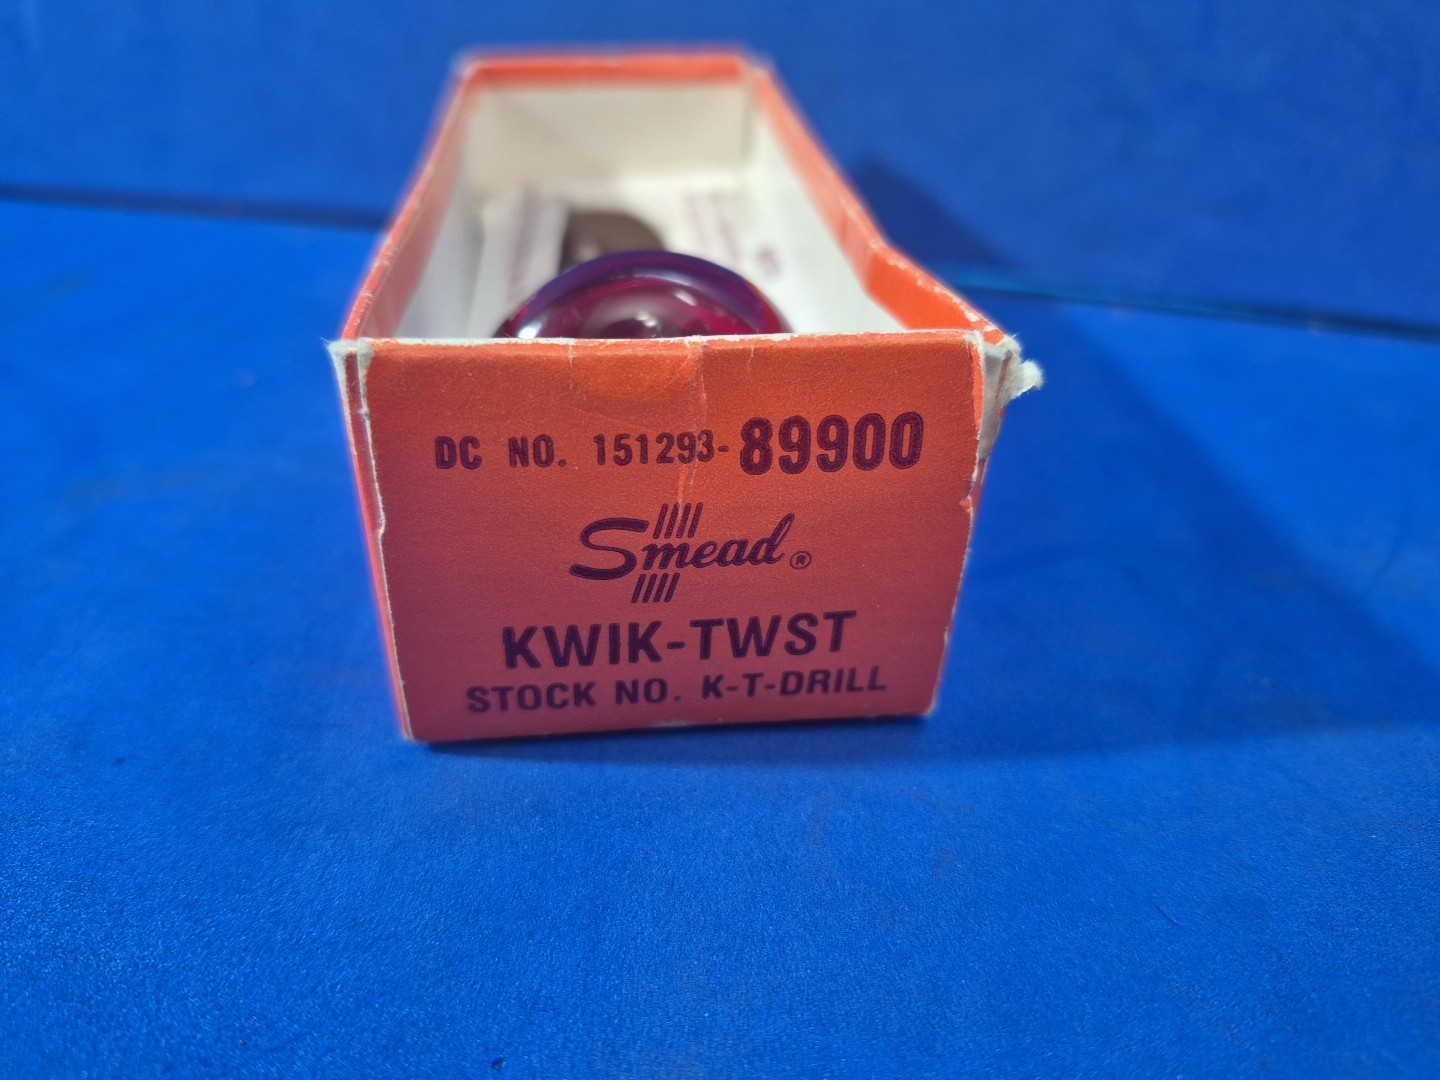 DC NO. 151293-89900
Smead®
KWIK-TWST
STOCK NO. K-T-DRILL